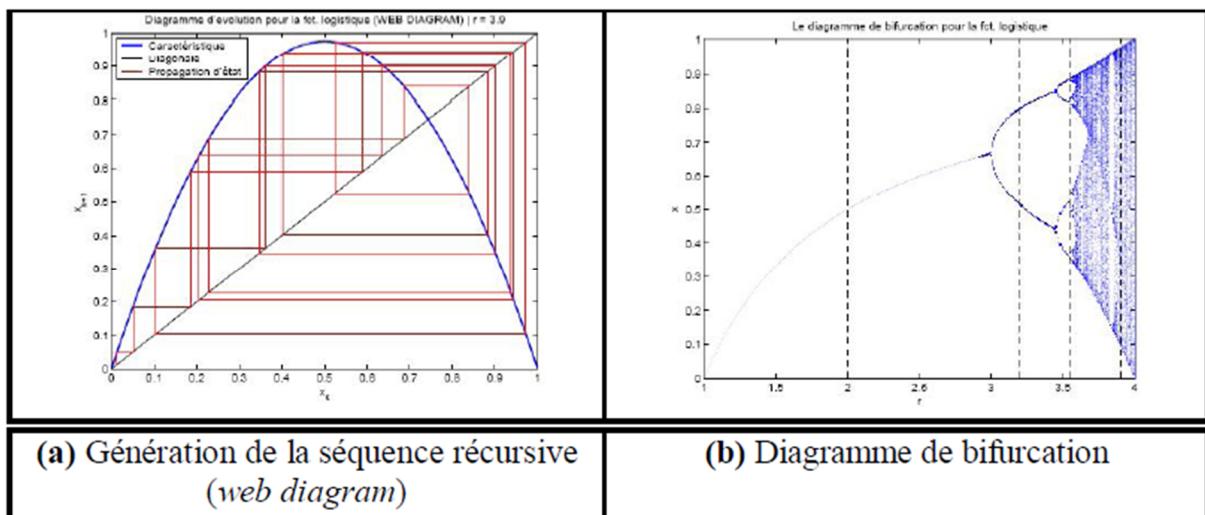 Diagramme d'evolution pour la fct. logistique (WEB DIAGRAM) | r = 3.9
Caractéristique
Diagonale
Propagation d'état
1
0.9
0.8
0.7
0.6
0.5
0.4
0.3
0.2
0.1
0
0 0.1 0.2 0.3 0.4 0.5 0.6 0.7 0.8 0.9 1
Le diagramme de bifurcation pour la fct. logistique
1
0.9
0.8
0.7
0.6
0.5
x
0.4
0.3
0.2
0.1
0
1 1.5 2 2.5 3 3.5 4
r
(a) Génération de la séquence récursive
(web diagram)
(b) Diagramme de bifurcation